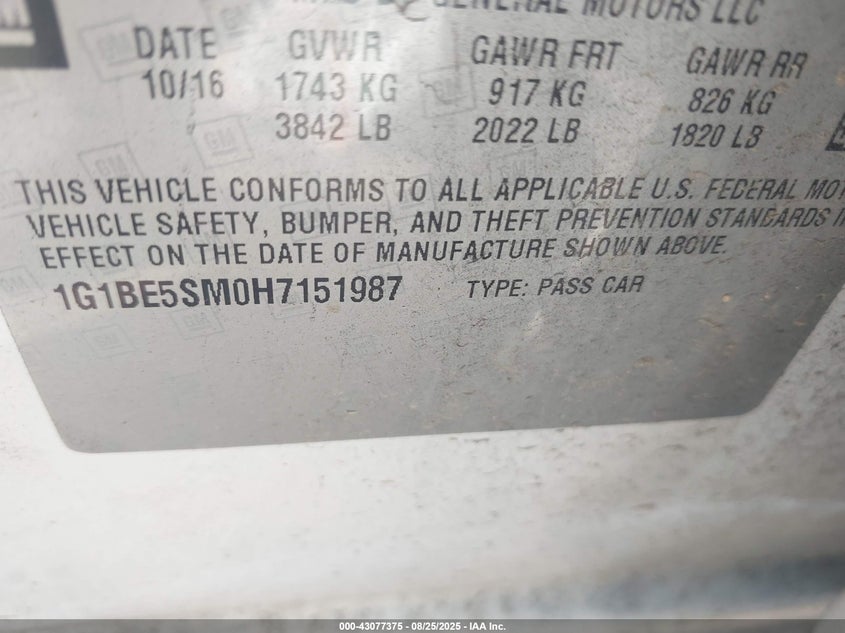 GENERAL MOTORS LLC
DATE GVWR GAWR FRT GAWR RR
10/16 1743 KG 917 KG 826 KG
3842 LB 2022 LB 1820 LB
THIS VEHICLE CONFORMS TO ALL APPLICABLE U.S. FEDERAL MOT
VEHICLE SAFETY, BUMPER, AND THEFT PREVENTION STANDARDS IN
EFFECT ON THE DATE OF MANUFACTURE SHOWN ABOVE.
1G1BE5SM0H7151987 TYPE: PASS CAR
000-43077375 - 08/25/2025 - IAA Inc.